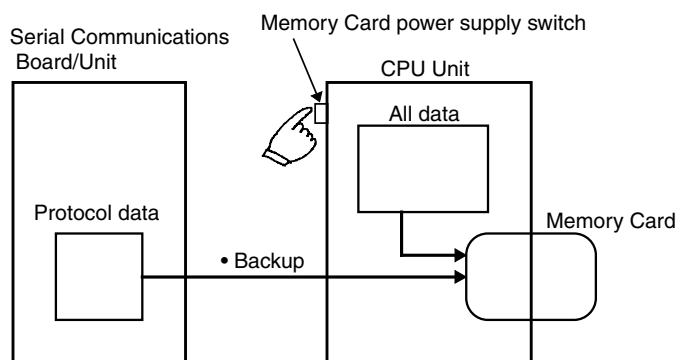 Memory Card power supply switch
Serial Communications
Board/Unit
CPU Unit
All data
Protocol data
Memory Card
• Backup